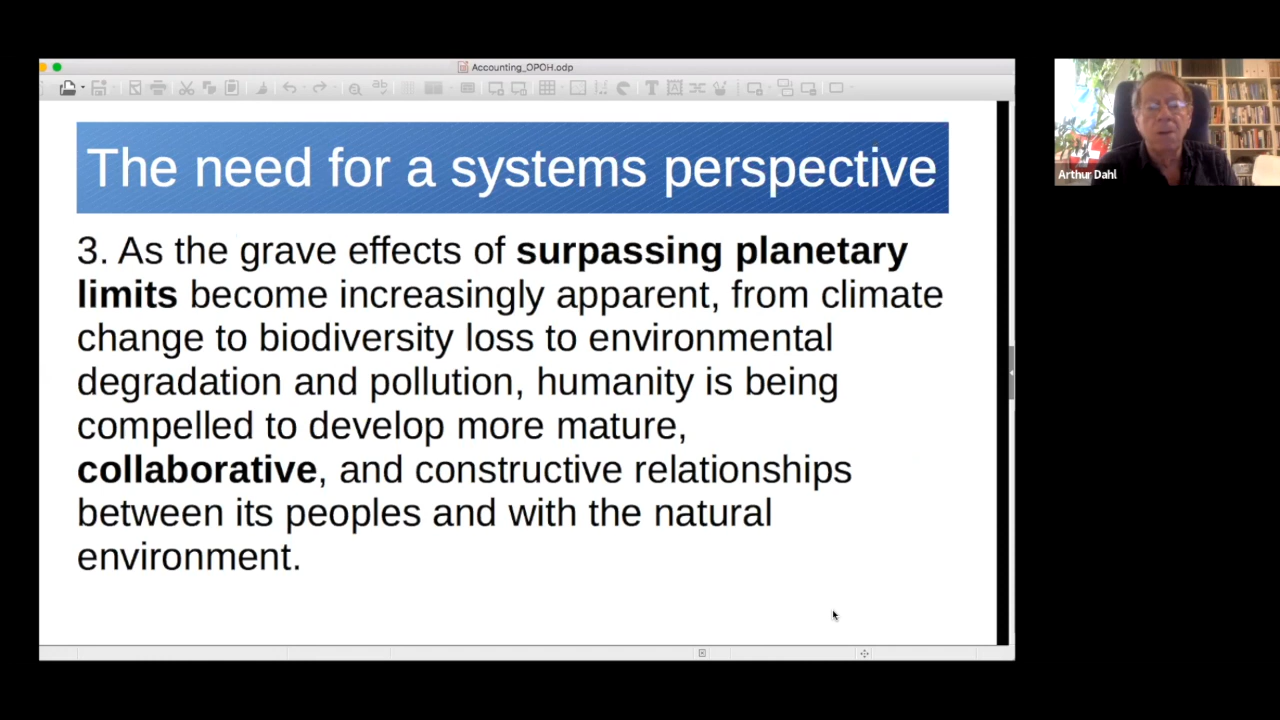 Accounting_OPOH.odp
The need for a systems perspective
3. As the grave effects of surpassing planetary
limits become increasingly apparent, from climate
change to biodiversity loss to environmental
degradation and pollution, humanity is being
compelled to develop more mature,
collaborative, and constructive relationships
between its peoples and with the natural
environment.
Arthur Dahl